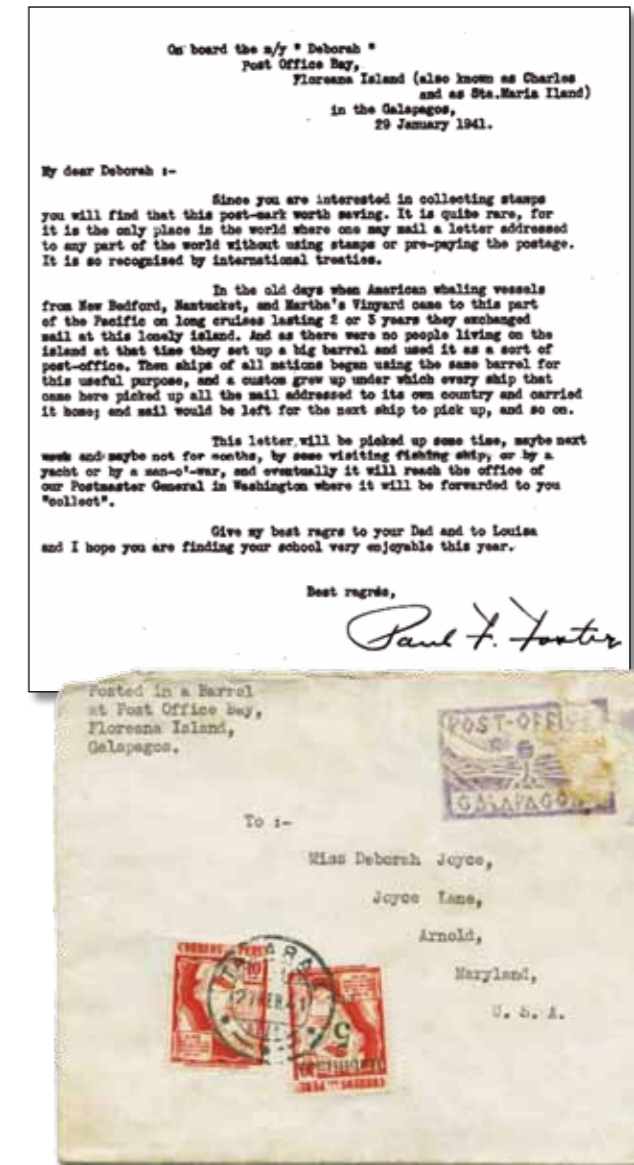 On board the m/y " Deborah "
Post Office Bay,
Floreana Island (also known as Charles
and as Sta.Maria Iland)
in the Galapagos,
29 January 1941.
My dear Deborah :-
Since you are interested in collecting stamps
you will find that this post-mark worth saving. It is quite rare, for
it is the only place in the world where one may mail a letter addressed
to any part of the world without using stamps or pre-paying the postage.
It is so recognized by international treaties.
In the old days when American whaling vessels
from New Bedford, Nantucket, and Martha's Vinyard came to this part
of the Pacific on long cruises lasting 2 or 3 years they exchanged
mail at this lonely island. And as there were no people living on the
island at that time they set up a big barrel and used it as a sort of
post-office. Then ships of all nations began using the same barrel for
this useful purpose, and a custom grew up under which every ship that
came here picked up all the mail addressed to its own country and carried
it home; and mail would be left for the next ship to pick up, and so on.
This letter will be picked up some time, maybe next
week and maybe not for months, by some visiting fishing ship, or by a
yacht or by a man-o'-war, and eventually it will reach the office of
our Postmaster General in Washington where it will be forwarded to you
"collect".
Give my best regrs to your Dad and to Louisa
and I hope you are finding your school very enjoyable this year.
Best regrds,
Paul F. Foster
Posted in a Barrel
at Post Office bay,
Floreana Island,
Galapagos.
POST-OFFICE
GALAPAGOS
To :-
Miss Deborah Joyce,
Joyce Lane,
Arnold,
Maryland,
U. S. A.
CORREOS DEL PERU
10
27 FEB 41
5
CORREOS DEL PERU